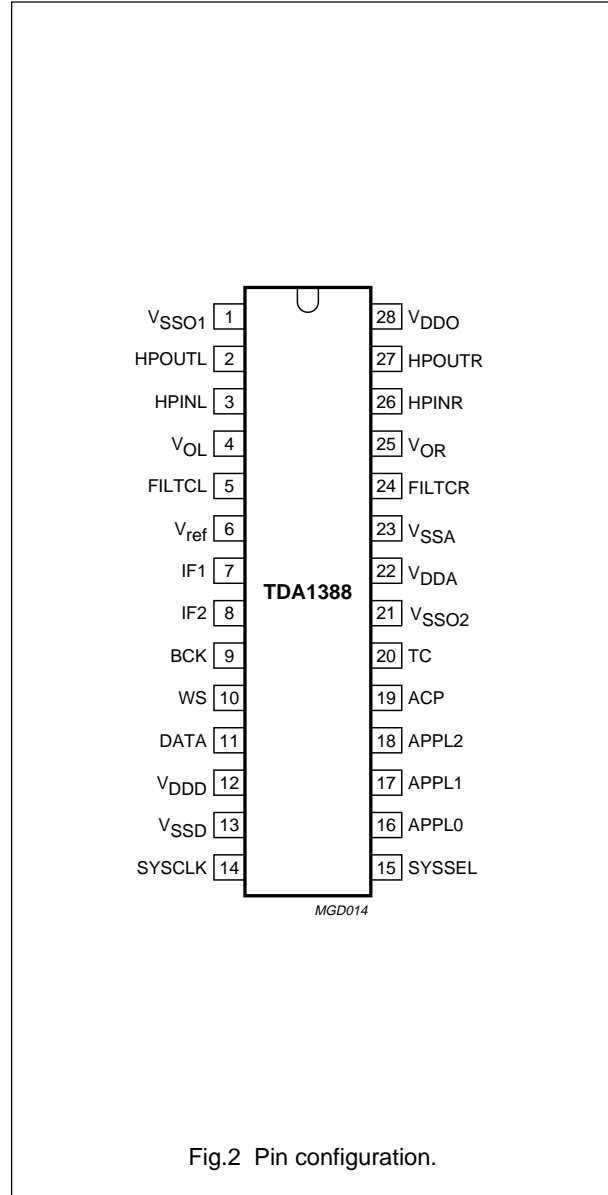 VSSO1 1 28 VDDO
HPOUTL 2 27 HPOUTR
HPINL 3 26 HPINR
VOL 4 25 VOR
FILTCL 5 24 FILTCR
Vref 6 23 VSSA
IF1 7 22 VDDA
TDA1388
IF2 8 21 VSSO2
BCK 9 20 TC
WS 10 19 ACP
DATA 11 18 APPL2
VDDD 12 17 APPL1
VSSD 13 16 APPL0
SYSCLK 14 15 SYSSEL
MGD014
Fig.2 Pin configuration.